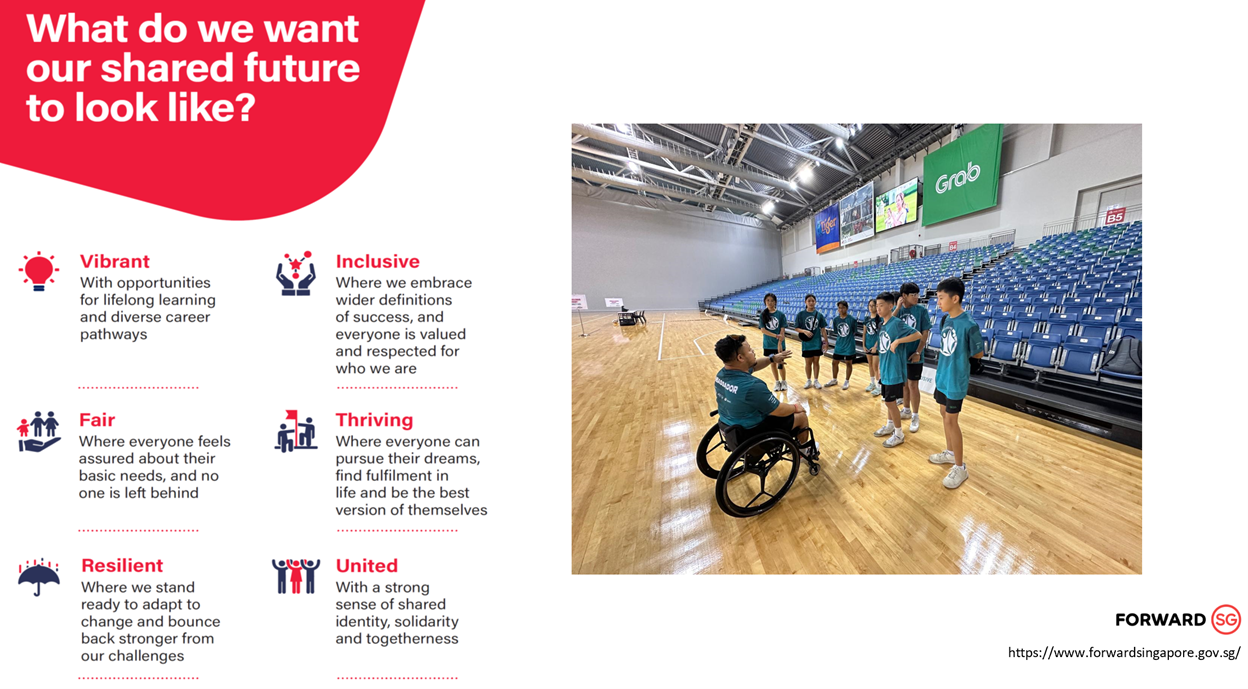 What do we want
our shared future
to look like?
Vibrant
With opportunities
for lifelong learning
and diverse career
pathways
Inclusive
Where we embrace
wider definitions
of success, and
everyone is valued
and respected for
who we are
Fair
Where everyone feels
assured about their
basic needs, and no
one is left behind
Thriving
Where everyone can
pursue their dreams,
find fulfilment in
life and be the best
version of themselves
Resilient
Where we stand
ready to adapt to
change and bounce
back stronger from
our challenges
United
With a strong
sense of shared
identity, solidarity
and togetherness
Grab
Tiger
B5
FORWARD SG
https://www.forwardsingapore.gov.sg/